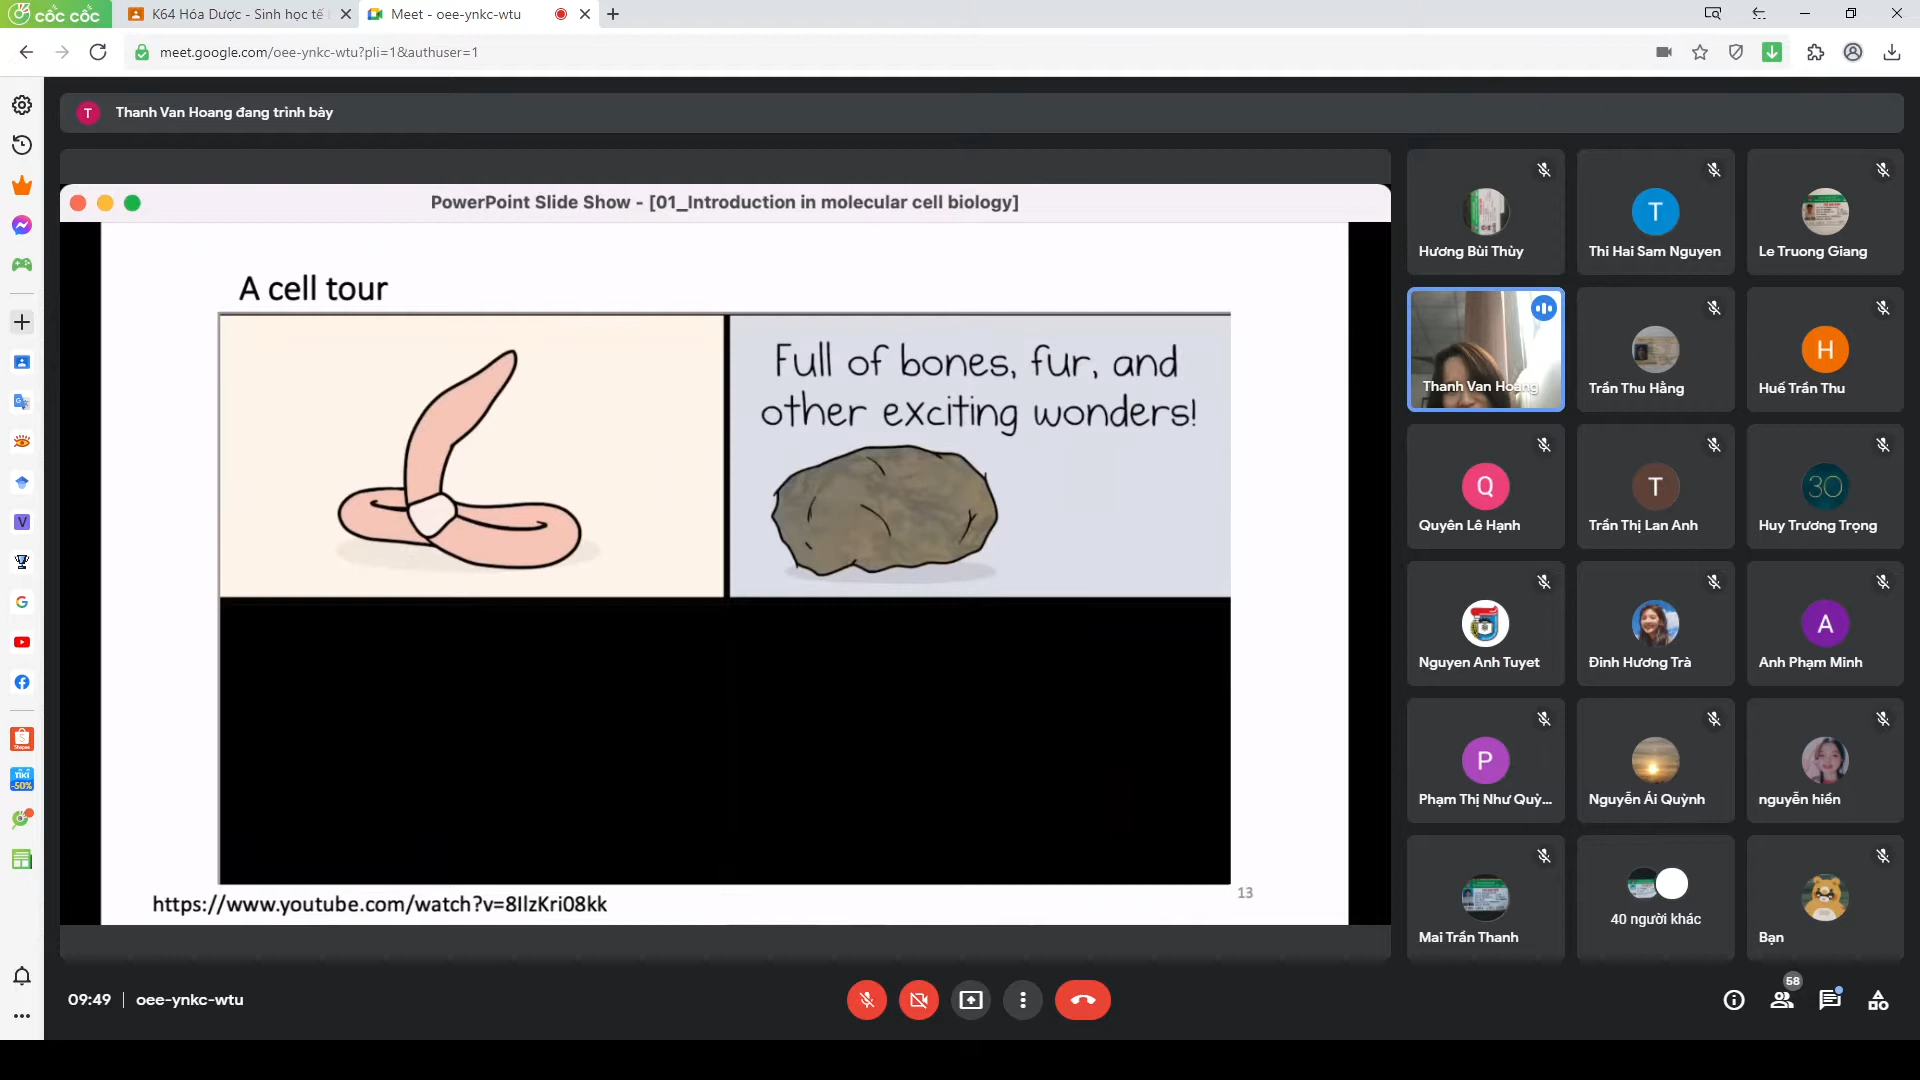 cốc cốc
K64 Hóa Dược - Sinh học tế
Meet - oee-ynkc-wtu
meet.google.com/oee-ynkc-wtu?pli=1&authuser=1
T
Thanh Van Hoang đang trình bày
PowerPoint Slide Show - [01_Introduction in molecular cell biology]
A cell tour
Full of bones, fur, and
other exciting wonders!
https://www.youtube.com/watch?v=8IlzKri08kk
13
Hương Bùi Thùy
T
Thi Hai Sam Nguyen
Le Truong Giang
Thanh Van Hoang
Trần Thu Hằng
H
Huế Trần Thu
Q
Quyên Lê Hạnh
T
Trần Thị Lan Anh
30
Huy Trương Trọng
Nguyen Anh Tuyet
Đinh Hương Trà
A
Anh Phạm Minh
P
Phạm Thị Như Quỳ...
Nguyễn Ái Quỳnh
nguyễn hiền
Mai Trần Thanh
40 người khác
Bạn
V
G
Shopee
TIKI
-50%
09:49
oee-ynkc-wtu
58